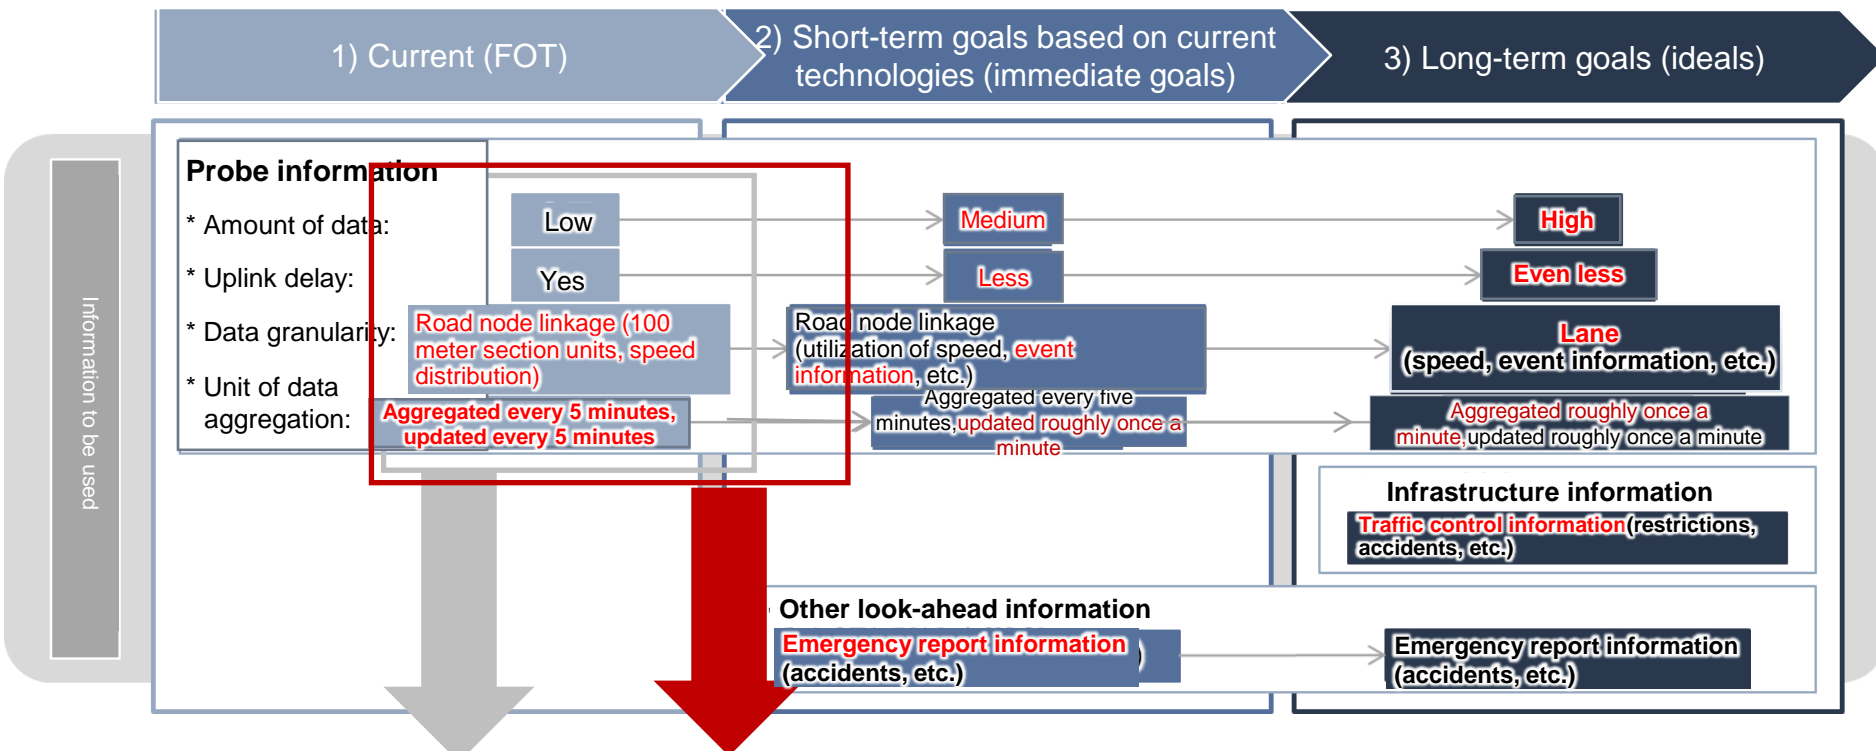 1) Current (FOT)
2) Short-term goals based on current
technologies (immediate goals)
3) Long-term goals (ideals)
Information to be used
Probe information
* Amount of data:
Low
Medium
High
* Uplink delay:
Yes
Less
Even less
* Data granularity:
Road node linkage (100
meter section units, speed
distribution)
Road node linkage
(utilization of speed, event
information, etc.)
Lane
(speed, event information, etc.)
* Unit of data
aggregation:
Aggregated every 5 minutes,
updated every 5 minutes
Aggregated every five
minutes,updated roughly once a
minute
Aggregated roughly once a
minute,updated roughly once a minute
Infrastructure information
Traffic control information(restrictions,
accidents, etc.)
Other look-ahead information
Emergency report information
(accidents, etc.)
Emergency report information
(accidents, etc.)